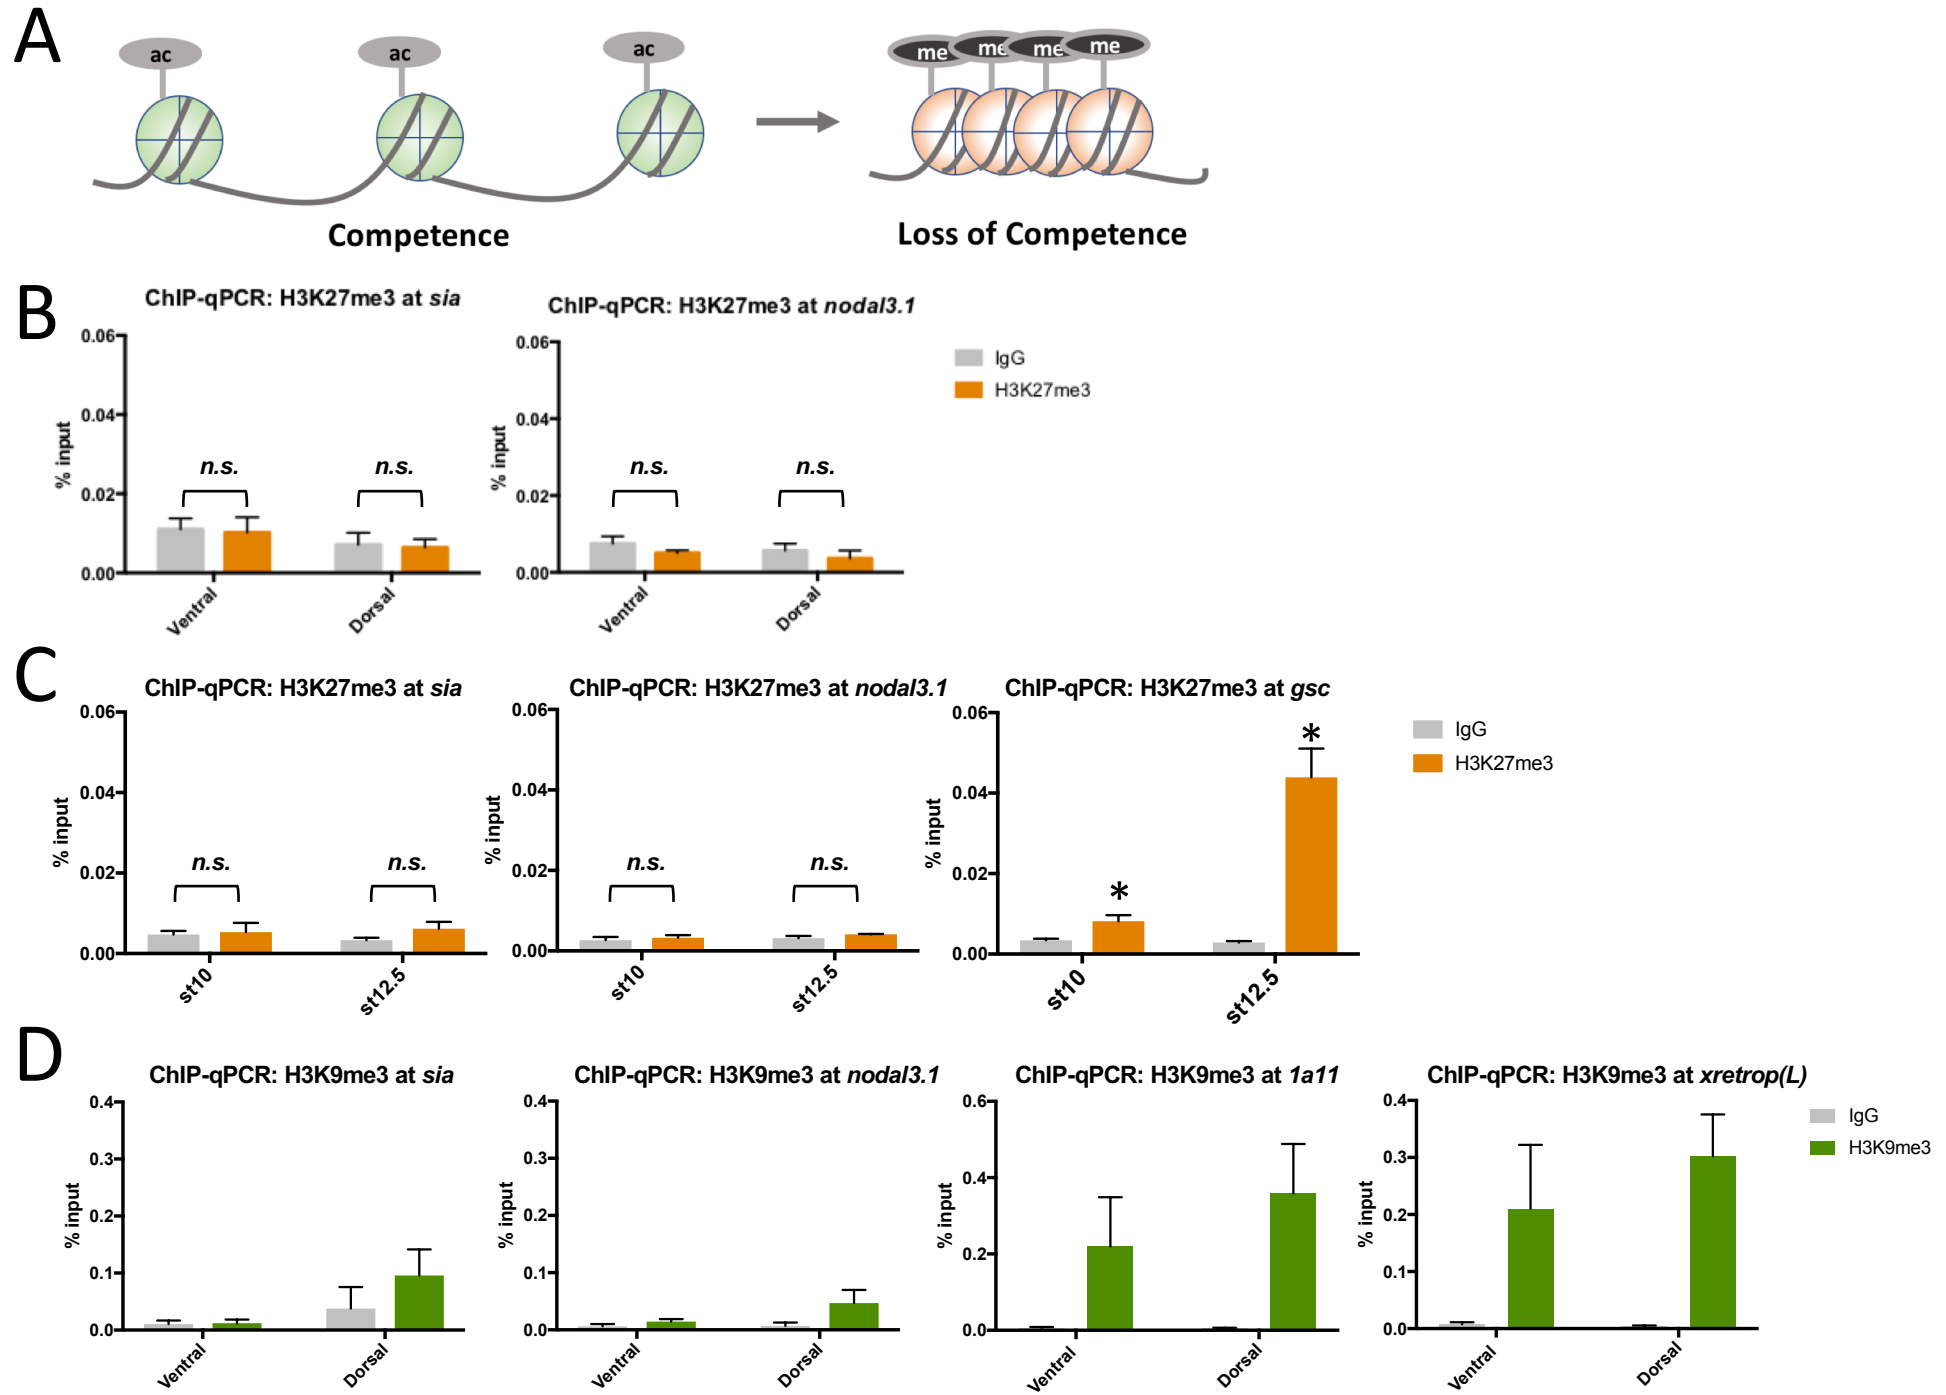 A
ac
ac
ac
me
me
me
me
Competence
Loss of Competence
B
ChIP-qPCR: H3K27me3 at sia
% input
0.06
0.04
0.02
0.00
n.s.
n.s.
Ventral
Dorsal
ChIP-qPCR: H3K27me3 at nodal3.1
% input
0.06
0.04
0.02
0.00
n.s.
n.s.
Ventral
Dorsal
IgG
H3K27me3
C
ChIP-qPCR: H3K27me3 at sia
% input
0.06
0.04
0.02
0.00
n.s.
n.s.
st10
st12.5
ChIP-qPCR: H3K27me3 at nodal3.1
% input
0.06
0.04
0.02
0.00
n.s.
n.s.
st10
st12.5
ChIP-qPCR: H3K27me3 at gsc
% input
0.06
0.04
0.02
0.00
*
*
st10
st12.5
IgG
H3K27me3
D
ChIP-qPCR: H3K9me3 at sia
% input
0.4
0.3
0.2
0.1
0.0
Ventral
Dorsal
ChIP-qPCR: H3K9me3 at nodal3.1
% input
0.4
0.3
0.2
0.1
0.0
Ventral
Dorsal
ChIP-qPCR: H3K9me3 at 1a11
% input
0.6
0.4
0.2
0.0
Ventral
Dorsal
ChIP-qPCR: H3K9me3 at xretrop(L)
% input
0.4
0.3
0.2
0.1
0.0
Ventral
Dorsal
IgG
H3K9me3